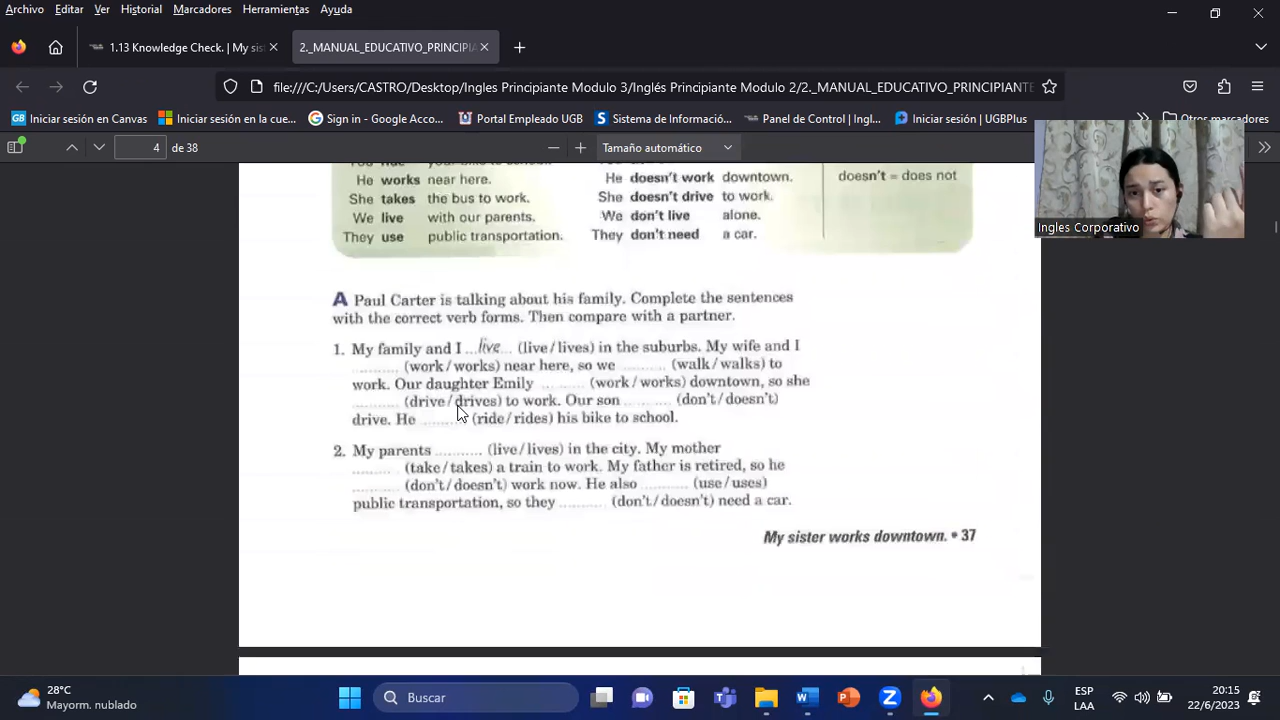 Archivo Editar Ver Historial Marcadores Herramientas Ayuda
1.13 Knowledge Check. | My sis
2._MANUAL_EDUCATIVO_PRINCIPIA
file:///C:/Users/CASTRO/Desktop/Ingles Principiante Modulo 3/Inglés Principiante Modulo 2/2._MANUAL_EDUCATIVO_PRINCIPIANTE
Iniciar sesión en Canvas Iniciar sesión en la cue... Sign in - Google Acco... Portal Empleado UGB Sistema de Informació... Panel de Control | Ingl... Iniciar sesión | UGBPlus
4 de 38 Tamaño automático
He works near here. He doesn't work downtown. doesn't = does not
She takes the bus to work. She doesn't drive to work.
We live with our parents. We don't live alone.
They use public transportation. They don't need a car.
Ingles Corporativo
A Paul Carter is talking about his family. Complete the sentences
with the correct verb forms. Then compare with a partner.
1. My family and I ...live... (live/lives) in the suburbs. My wife and I
.......... (work/works) near here, so we .......... (walk/walks) to
work. Our daughter Emily .......... (work/works) downtown, so she
.......... (drive/drives) to work. Our son .......... (don't/doesn't)
drive. He .......... (ride/rides) his bike to school.
2. My parents .......... (live/lives) in the city. My mother
.......... (take/takes) a train to work. My father is retired, so he
.......... (don't/doesn't) work now. He also .......... (use/uses)
public transportation, so they .......... (don't/doesn't) need a car.
My sister works downtown. • 37
28°C
Mayorm. nublado
Buscar
ESP
LAA
20:15
22/6/2023